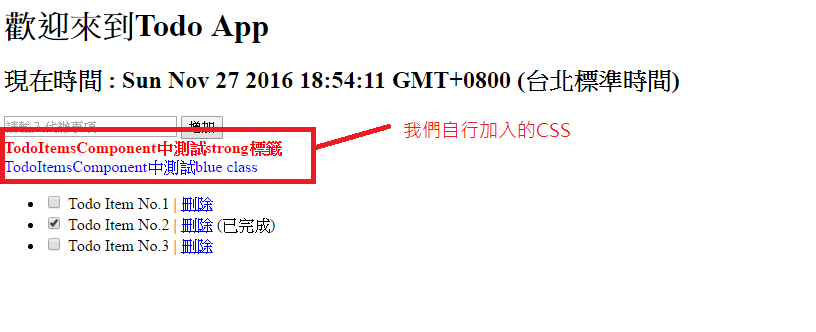 歡迎來到Todo App
現在時間 : Sun Nov 27 2016 18:54:11 GMT+0800 (台北標準時間)
請輸入代辦事項 增加
我們自行加入的CSS
TodoItemsComponent中測試strong標籤
TodoItemsComponent中測試blue class
Todo Item No.1 | 刪除
Todo Item No.2 | 刪除 (已完成)
Todo Item No.3 | 刪除